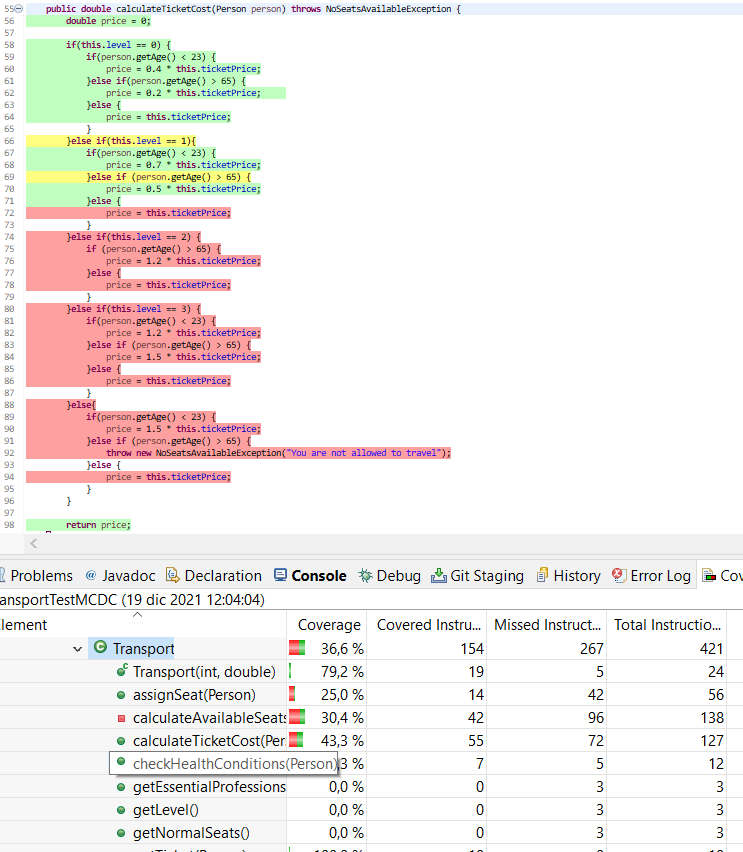 55 public double calculateTicketCost(Person person) throws NoSeatsAvailableException {
56 double price = 0;
57
58 if(this.level == 0) {
59 if(person.getAge() < 23) {
60 price = 0.4 * this.ticketPrice;
61 }else if(person.getAge() > 65) {
62 price = 0.2 * this.ticketPrice;
63 }else {
64 price = this.ticketPrice;
65 }
66 }else if(this.level == 1){
67 if(person.getAge() < 23) {
68 price = 0.7 * this.ticketPrice;
69 }else if (person.getAge() > 65) {
70 price = 0.5 * this.ticketPrice;
71 }else {
72 price = this.ticketPrice;
73 }
74 }else if(this.level == 2) {
75 if (person.getAge() > 65) {
76 price = 1.2 * this.ticketPrice;
77 }else {
78 price = this.ticketPrice;
79 }
80 }else if(this.level == 3) {
81 if(person.getAge() < 23) {
82 price = 1.2 * this.ticketPrice;
83 }else if (person.getAge() > 65) {
84 price = 1.5 * this.ticketPrice;
85 }else {
86 price = this.ticketPrice;
87 }
88 }else{
89 if(person.getAge() < 23) {
90 price = 1.5 * this.ticketPrice;
91 }else if (person.getAge() > 65) {
92 throw new NoSeatsAvailableException("You are not allowed to travel");
93 }else {
94 price = this.ticketPrice;
95 }
96 }
97
98 return price;
Problems @ Javadoc Declaration Console Debug Git Staging History Error Log Cov
ansportTestMCDC (19 dic 2021 12:04:04)
lement Coverage Covered Instru... Missed Instruct... Total Instructio...
Transport 36,6 % 154 267 421
Transport(int, double) 79,2 % 19 5 24
assignSeat(Person) 25,0 % 14 42 56
calculateAvailableSeats 30,4 % 42 96 138
calculateTicketCost(Per 43,3 % 55 72 127
checkHealthConditions(Person) 3 % 7 5 12
getEssentialProfessions 0,0 % 0 3 3
getLevel() 0,0 % 0 3 3
getNormalSeats() 0,0 % 0 3 3